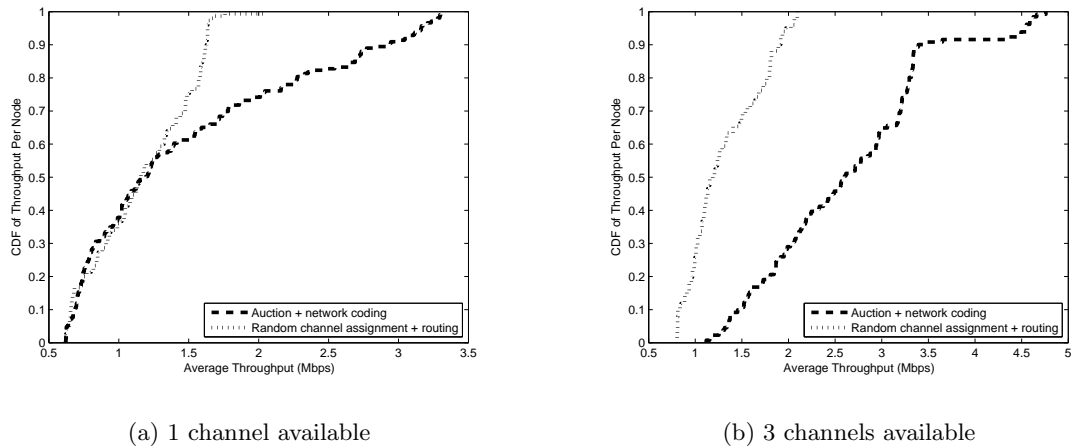 1
0.9
0.8
0.7
0.6
0.5
0.4
0.3
0.2
0.1
0
CDF of Throughput Per Node
0.5 1 1.5 2 2.5 3 3.5
Average Throughput (Mbps)
Auction + network coding
Random channel assignment + routing
(a) 1 channel available
1
0.9
0.8
0.7
0.6
0.5
0.4
0.3
0.2
0.1
0
CDF of Throughput Per Node
0.5 1 1.5 2 2.5 3 3.5 4 4.5 5
Average Throughput (Mbps)
Auction + network coding
Random channel assignment + routing
(b) 3 channels available